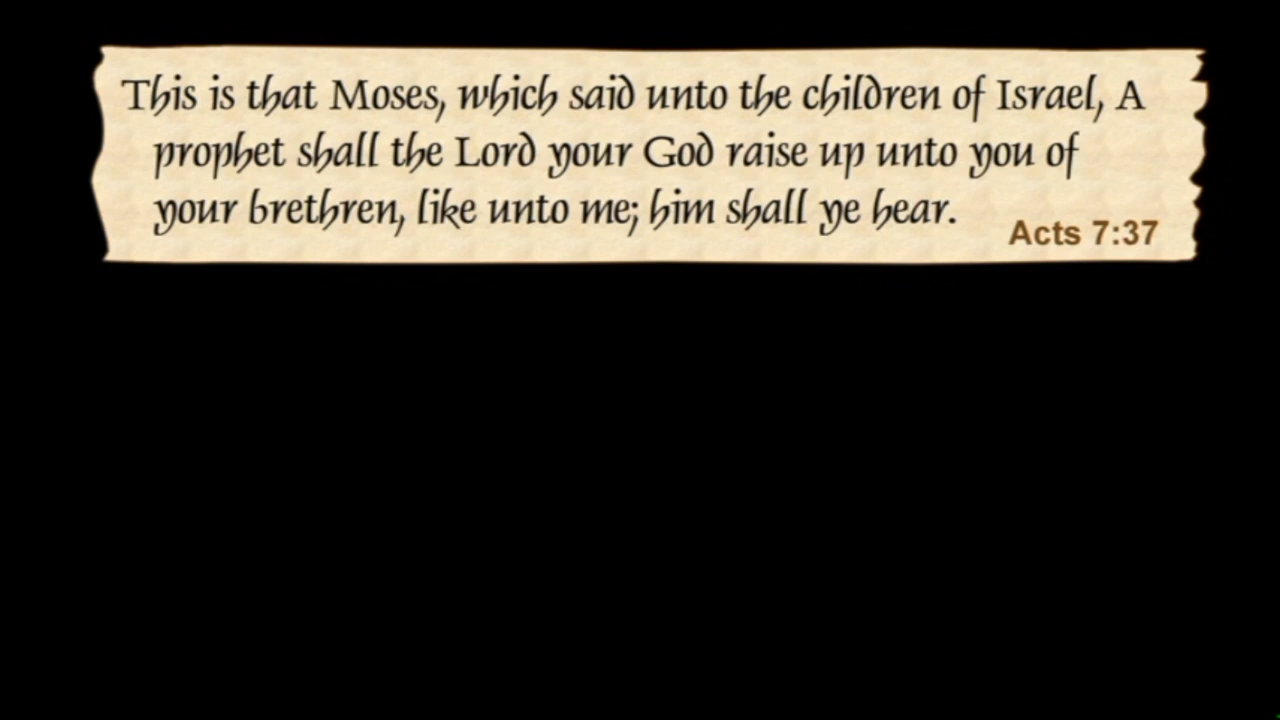 This is that Moses, which said unto the children of Israel, A
prophet shall the Lord your God raise up unto you of
your brethren, like unto me; him shall ye hear.
Acts 7:37